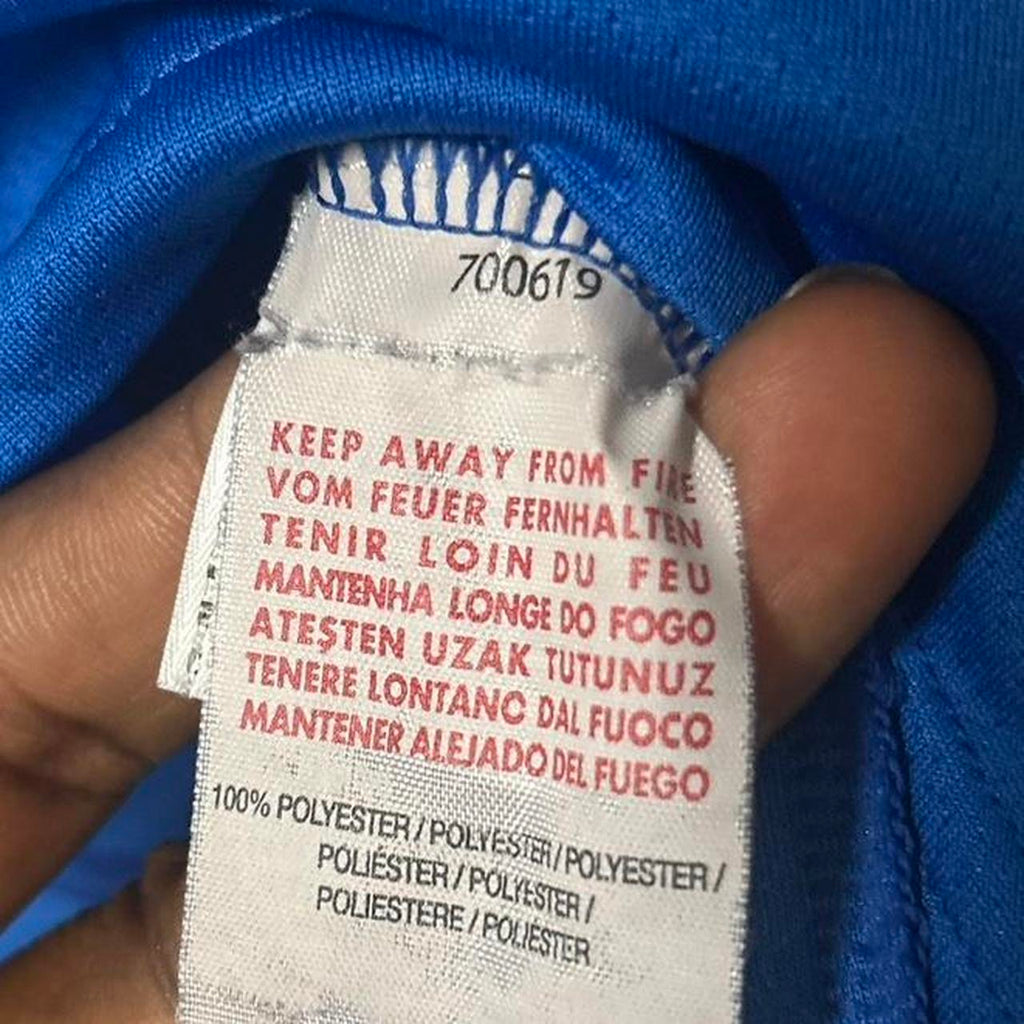 700619
KEEP AWAY FROM FIRE
VOM FEUER FERNHALTEN
TENIR LOIN DU FEU
MANTENHA LONGE DO FOGO
ATEŞTEN UZAK TUTUNUZ
TENERE LONTANO DAL FUOCO
MANTENER ALEJADO DEL FUEGO
100% POLYESTER / POLYESTER / POLYESTER /
POLIÉSTER / POLYESTER /
POLIESTERE / POLIESTER